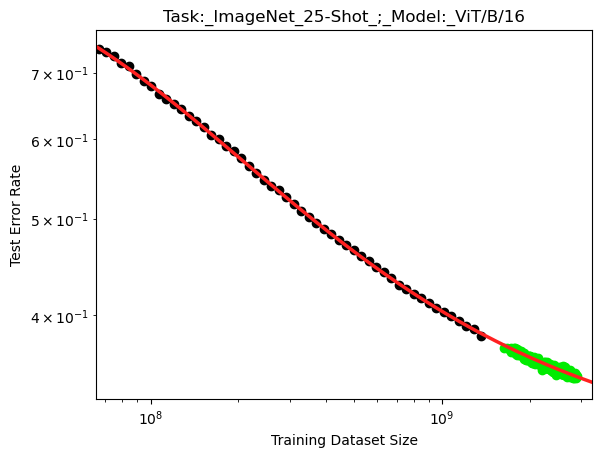 Task:_ImageNet_25-Shot_;_Model:_ViT/B/16
7 × 10⁻¹
6 × 10⁻¹
5 × 10⁻¹
4 × 10⁻¹
Test Error Rate
10⁸
10⁹
Training Dataset Size